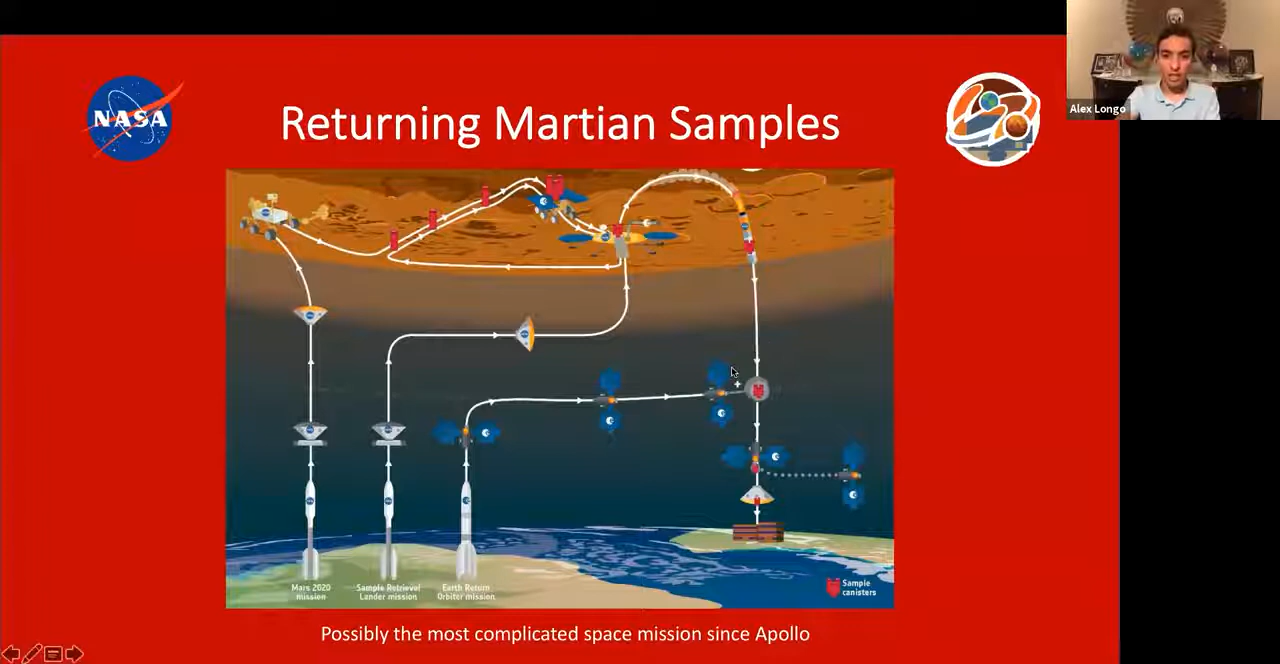 NASA
Returning Martian Samples
Alex Longo
Mars 2020
mission
Sample Retrieval
Lander mission
Earth Return
Orbiter mission
Sample
canisters
Possibly the most complicated space mission since Apollo